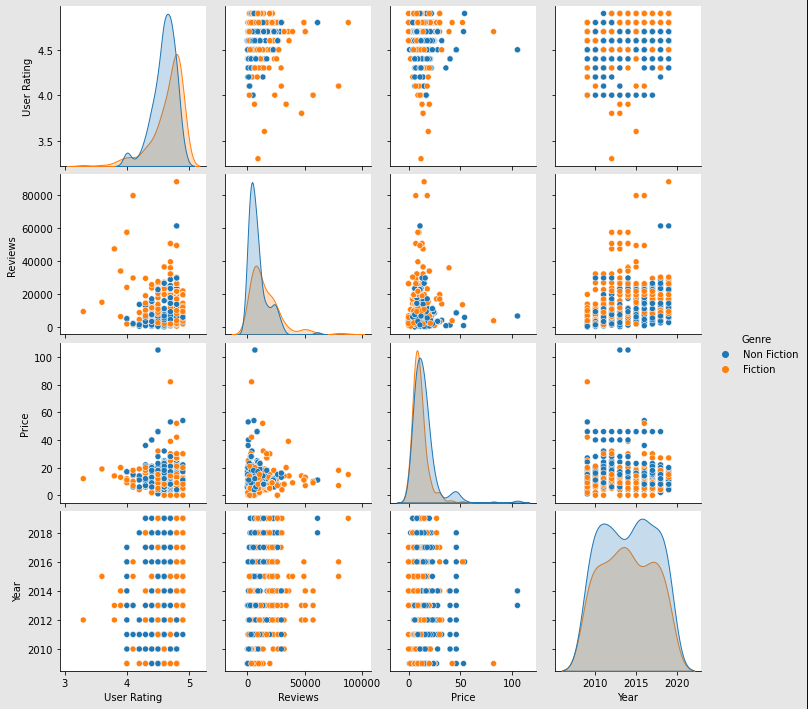 User Rating
4.5
4.0
3.5
Reviews
80000
60000
40000
20000
0
Genre
Non Fiction
Fiction
Price
100
80
60
40
20
0
Year
2018
2016
2014
2012
2010
3 4 5
0 50000 100000
0 50 100
2010 2015 2020
User Rating
Reviews
Price
Year